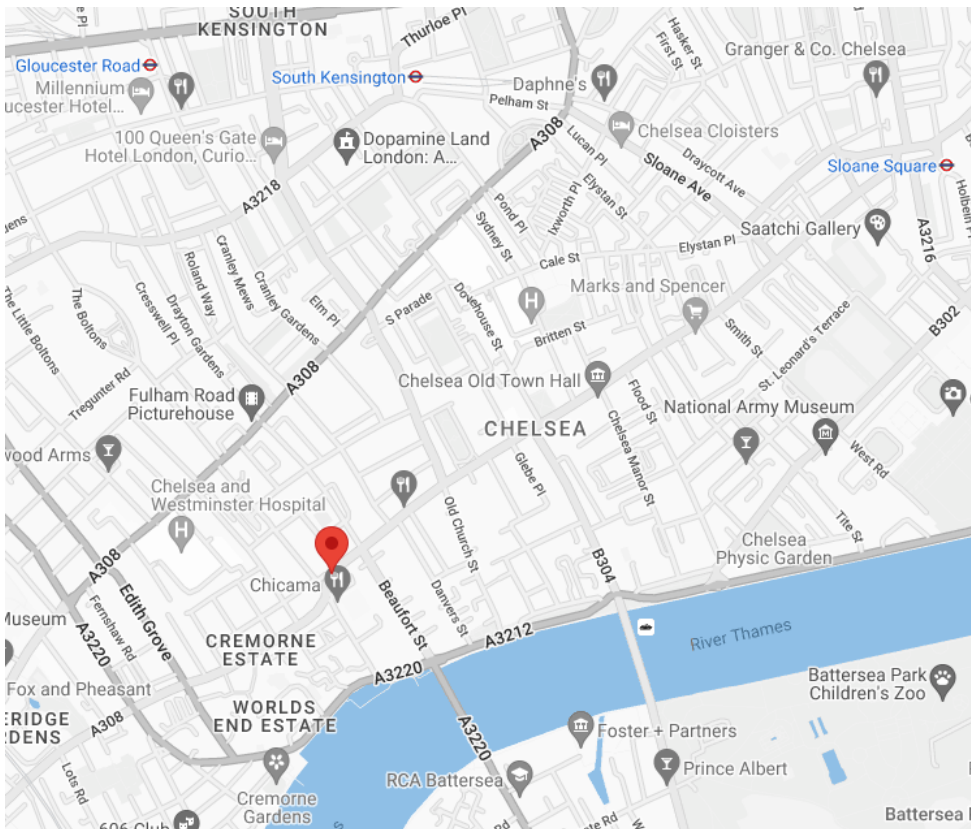 SOUTH
KENSINGTON
Thurloe Pl
Hasker St
First St
Granger & Co. Chelsea
Gloucester Road
South Kensington
Daphne's
Millennium
ucester Hotel...
Pelham St
100 Queen's Gate
Hotel London, Curio...
Dopamine Land
London: A...
A308
Lucan Pl
Chelsea Cloisters
Sloane Ave
Draycott Ave
Sloane Square
Holbein Pl
A3218
Elystan St
Ixworth Pl
Pond Pl
Sydney St
Elystan Pl
Saatchi Gallery
A3216
Cale St
Marks and Spencer
Cranley Mews
Roland Way
Cranley Gardens
The Boltons
The Little Boltons
Cresswell Pl
Drayton Gardens
Elm Pl
S Parade
Dovehouse St
Britten St
Smith St
St. Leonard's Terrace
B302
Tregunter Rd
A308
Chelsea Old Town Hall
Fulham Road
Picturehouse
Flood St
National Army Museum
CHELSEA
Chelsea Manor St
Glebe Pl
West Rd
wood Arms
Chelsea and
Westminster Hospital
Old Church St
Tite St
Chelsea
Physic Garden
A308
B304
Chicama
Beaufort St
Danvers St
Edith Grove
Fernshaw Rd
Museum
A3220
A3212
River Thames
CREMORNE
ESTATE
A3220
Fox and Pheasant
A308
WORLDS
END ESTATE
ERIDGE
RDENS
Battersea Park
Children's Zoo
Foster + Partners
A3220
Lots Rd
RCA Battersea
Prince Albert
Cremorne
Gardens
606 Club
Battersea